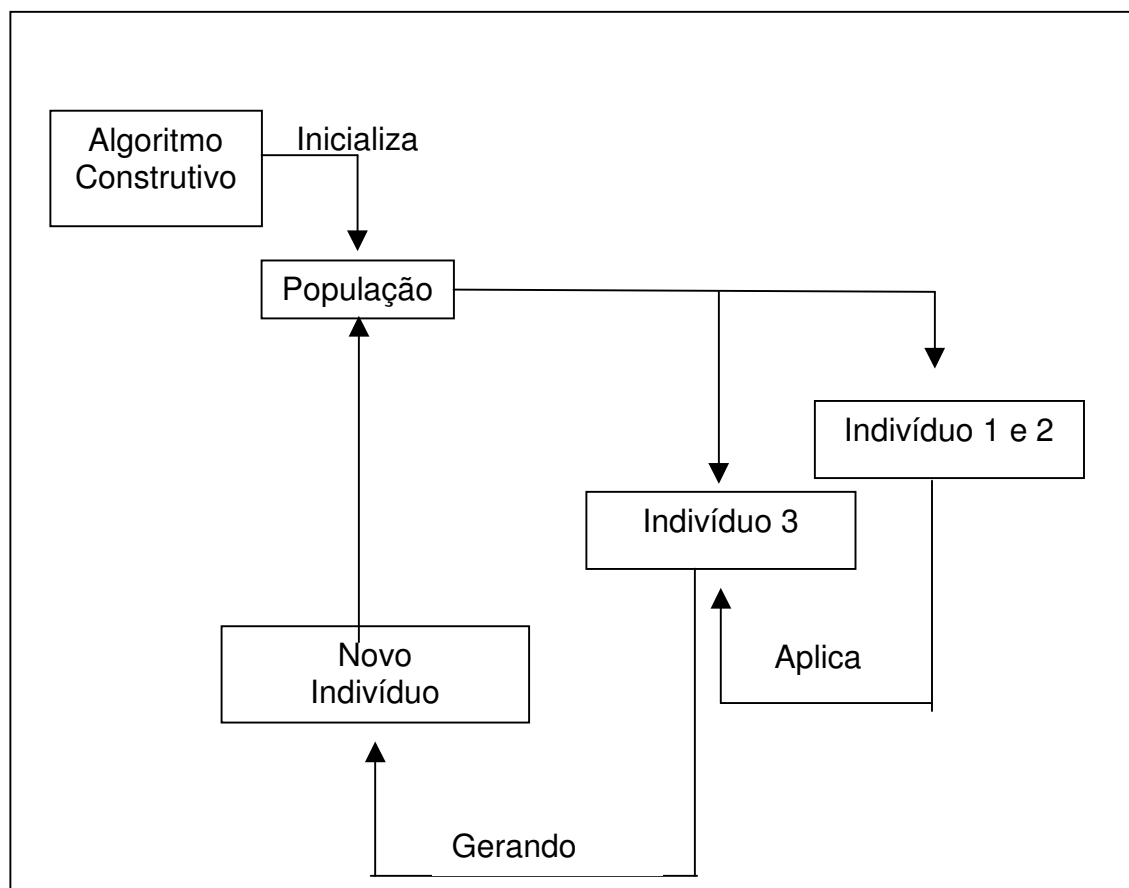 Algoritmo
Construtivo
Inicializa
População
Indivíduo 1 e 2
Indivíduo 3
Aplica
Novo
Indivíduo
Gerando